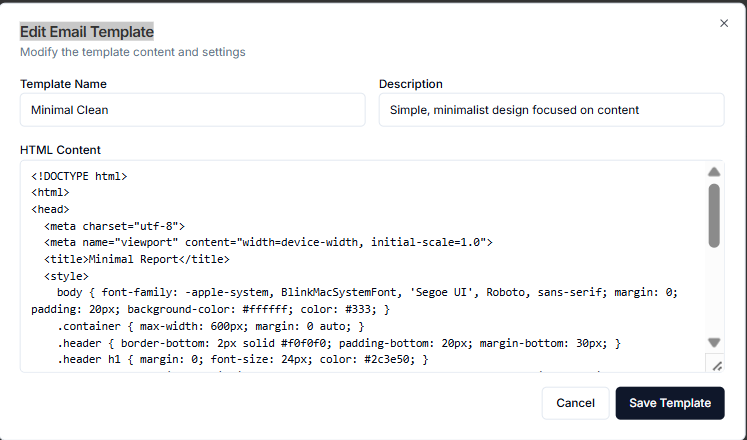 Edit Email Template
Modify the template content and settings
Template Name
Description
Minimal Clean
Simple, minimalist design focused on content
HTML Content
<!DOCTYPE html>
<html>
<head>
  <meta charset="utf-8">
  <meta name="viewport" content="width=device-width, initial-scale=1.0">
  <title>Minimal Report</title>
  <style>
    body { font-family: -apple-system, BlinkMacSystemFont, 'Segoe UI', Roboto, sans-serif; margin: 0;
padding: 20px; background-color: #ffffff; color: #333; }
    .container { max-width: 600px; margin: 0 auto; }
    .header { border-bottom: 2px solid #f0f0f0; padding-bottom: 20px; margin-bottom: 30px; }
    .header h1 { margin: 0; font-size: 24px; color: #2c3e50; }
Cancel
Save Template